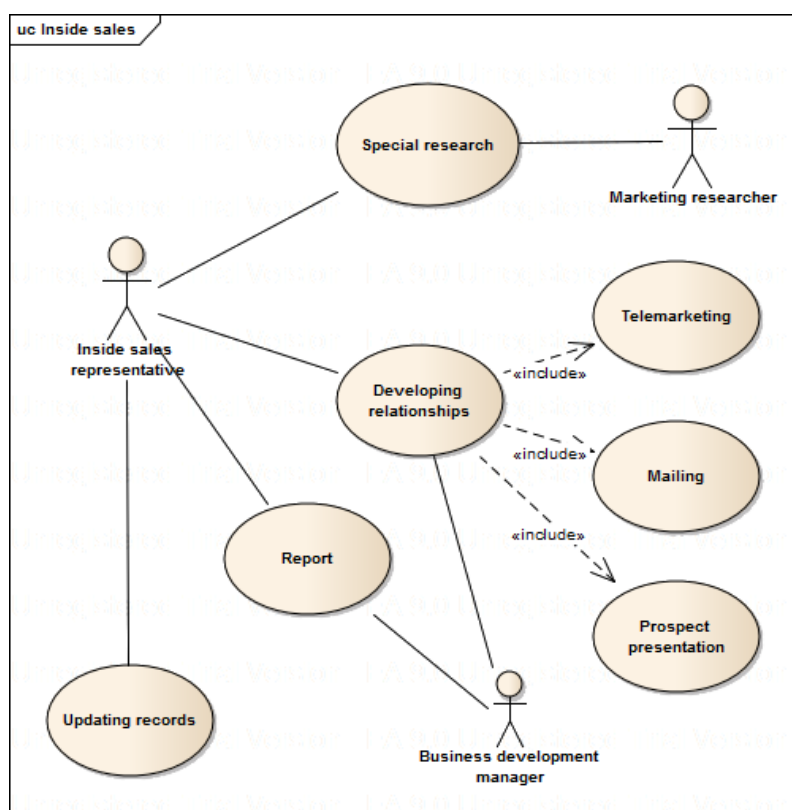 uc Inside sales
Special research
Marketing researcher
Inside sales
representative
Telemarketing
«include»
Developing
relationships
«include»
Mailing
«include»
Report
Prospect
presentation
Updating records
Business development
manager